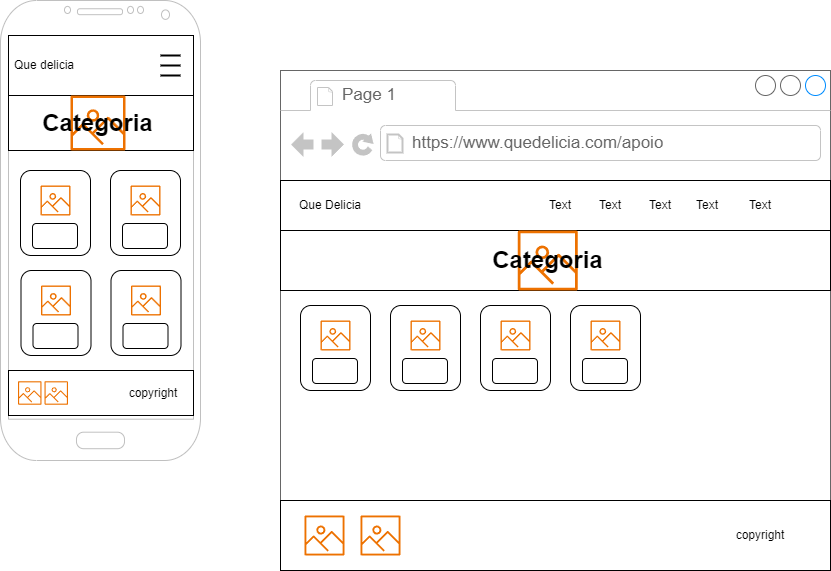 Que delicia
Categoria
copyright
Page 1
https://www.quedelicia.com/apoio
Que Delicia Text Text Text Text Text
Categoria
copyright